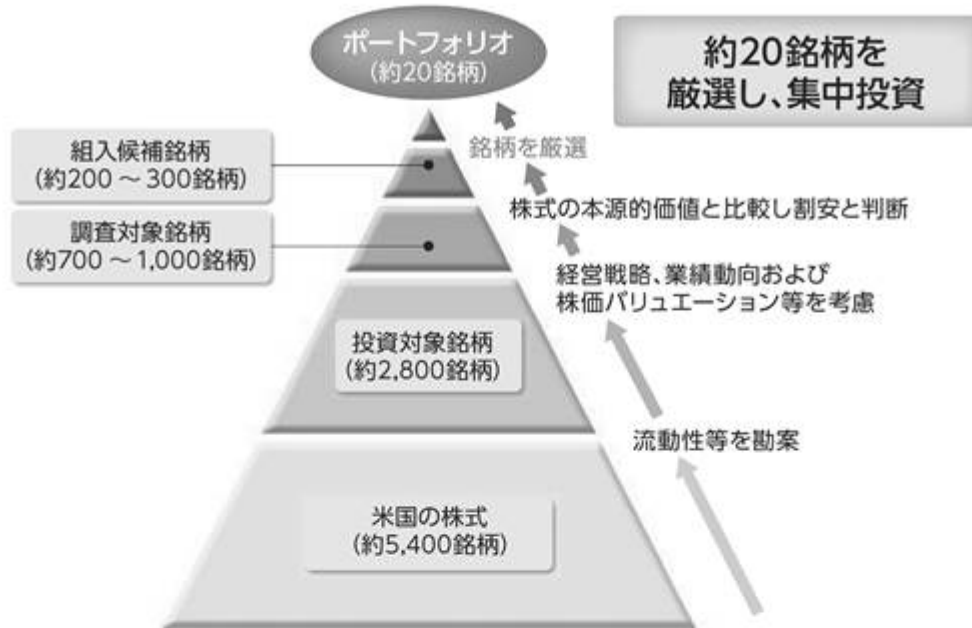 ポートフォリオ
(約20銘柄)
約20銘柄を
厳選し、集中投資
銘柄を厳選
組入候補銘柄
(約200 ～ 300銘柄)
株式の本源的価値と比較し割安と判断
調査対象銘柄
(約700 ～ 1,000銘柄)
経営戦略、業績動向および
株価バリュエーション等を考慮
投資対象銘柄
(約2,800銘柄)
流動性等を勘案
米国の株式
(約5,400銘柄)